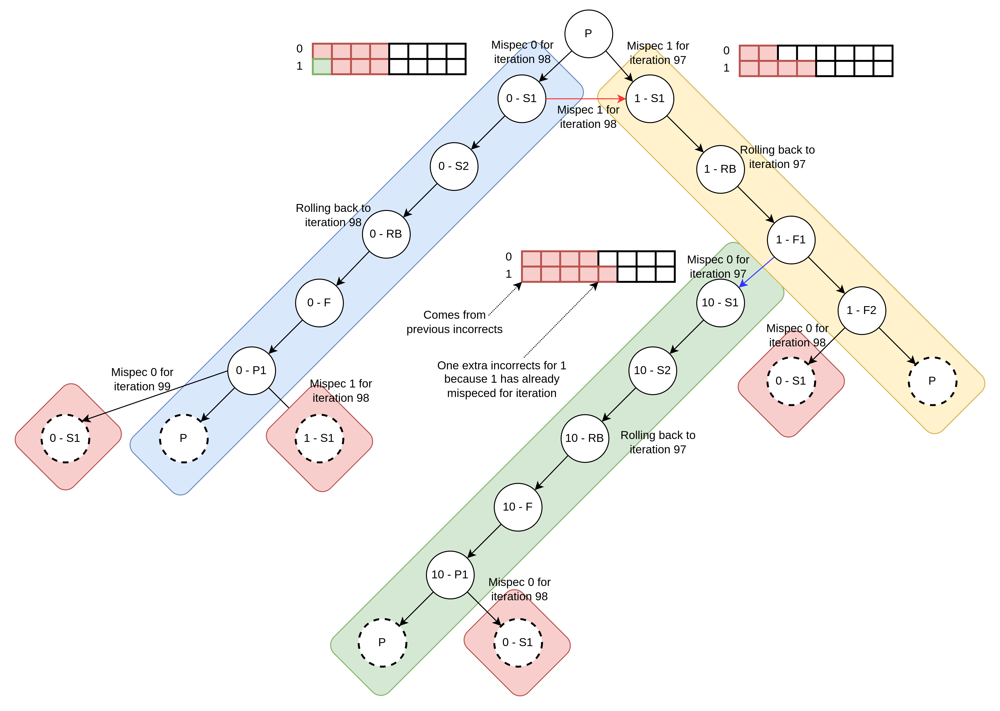 P
Mispec 0 for
iteration 98
Mispec 1 for
iteration 97
0
1
0
1
0 - S1
1 - S1
Mispec 1 for
iteration 98
0 - S2
1 - RB
Rolling back to
iteration 97
Rolling back to
iteration 98
0 - RB
1 - F1
0
1
Mispec 0 for
iteration 97
0 - F
10 - S1
1 - F2
Comes from
previous incorrects
Mispec 0 for
iteration 98
One extra incorrects for 1
because 1 has already
mispeced for iteration
0 - P1
10 - S2
0 - S1
P
Mispec 0 for
iteration 99
Mispec 1 for
iteration 98
0 - S1
P
1 - S1
10 - RB
Rolling back to
iteration 97
10 - F
10 - P1
Mispec 0 for
iteration 98
P
0 - S1